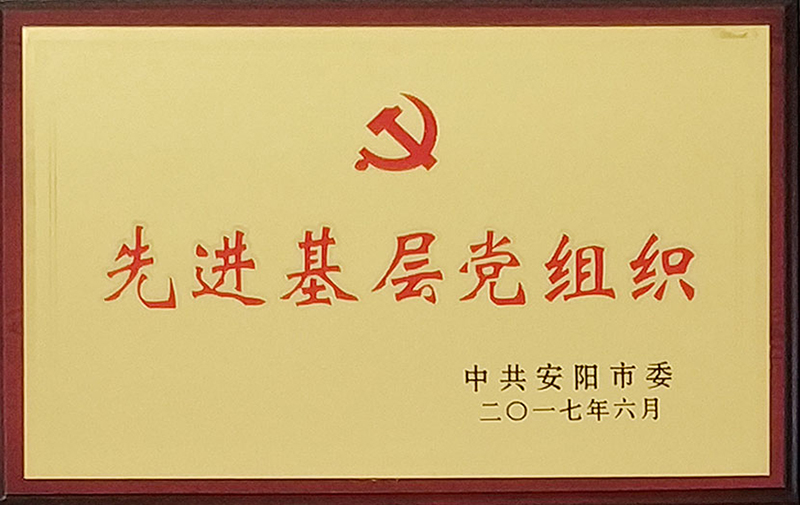 先进基层党组织
中共安阳市委
二〇一七年六月